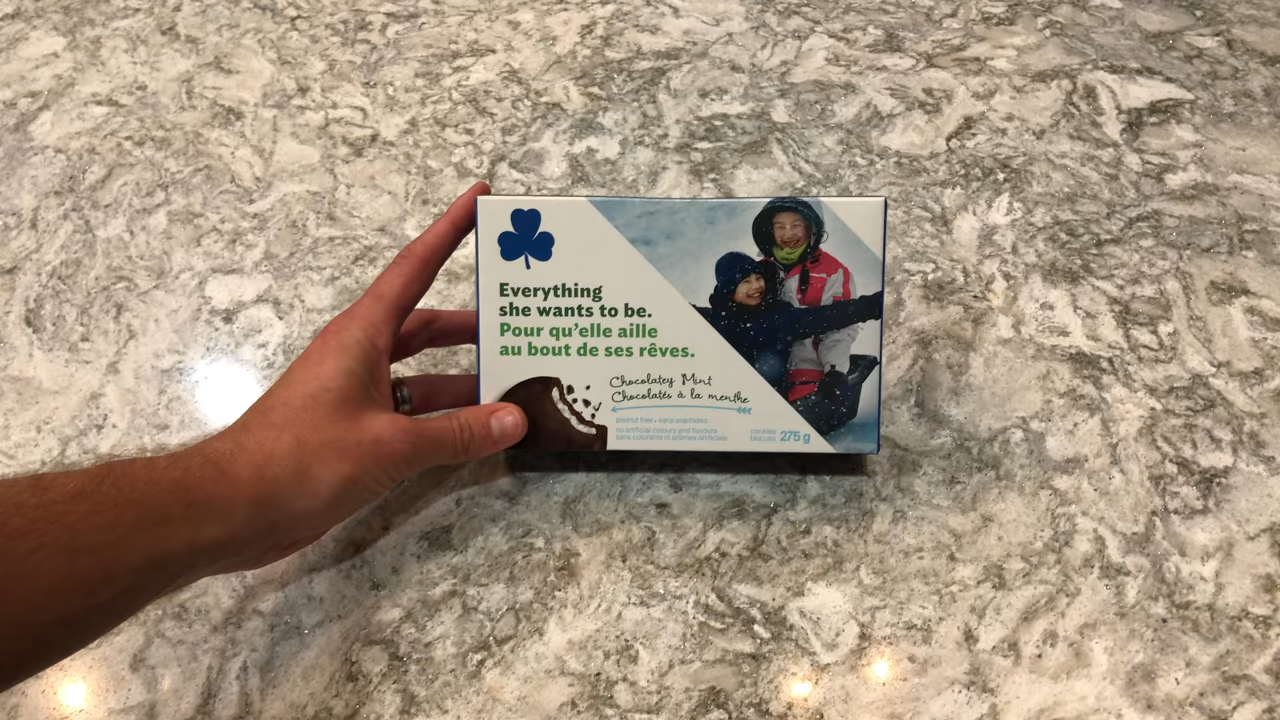 Everything
she wants to be.
Pour qu'elle aille
au bout de ses rêves.
Chocolatey Mint
Chocolatés à la menthe
peanut free • sans arachides
no artificial colours and flavours
sans colorants ni arômes artificiels
cookies
biscuits 275 g